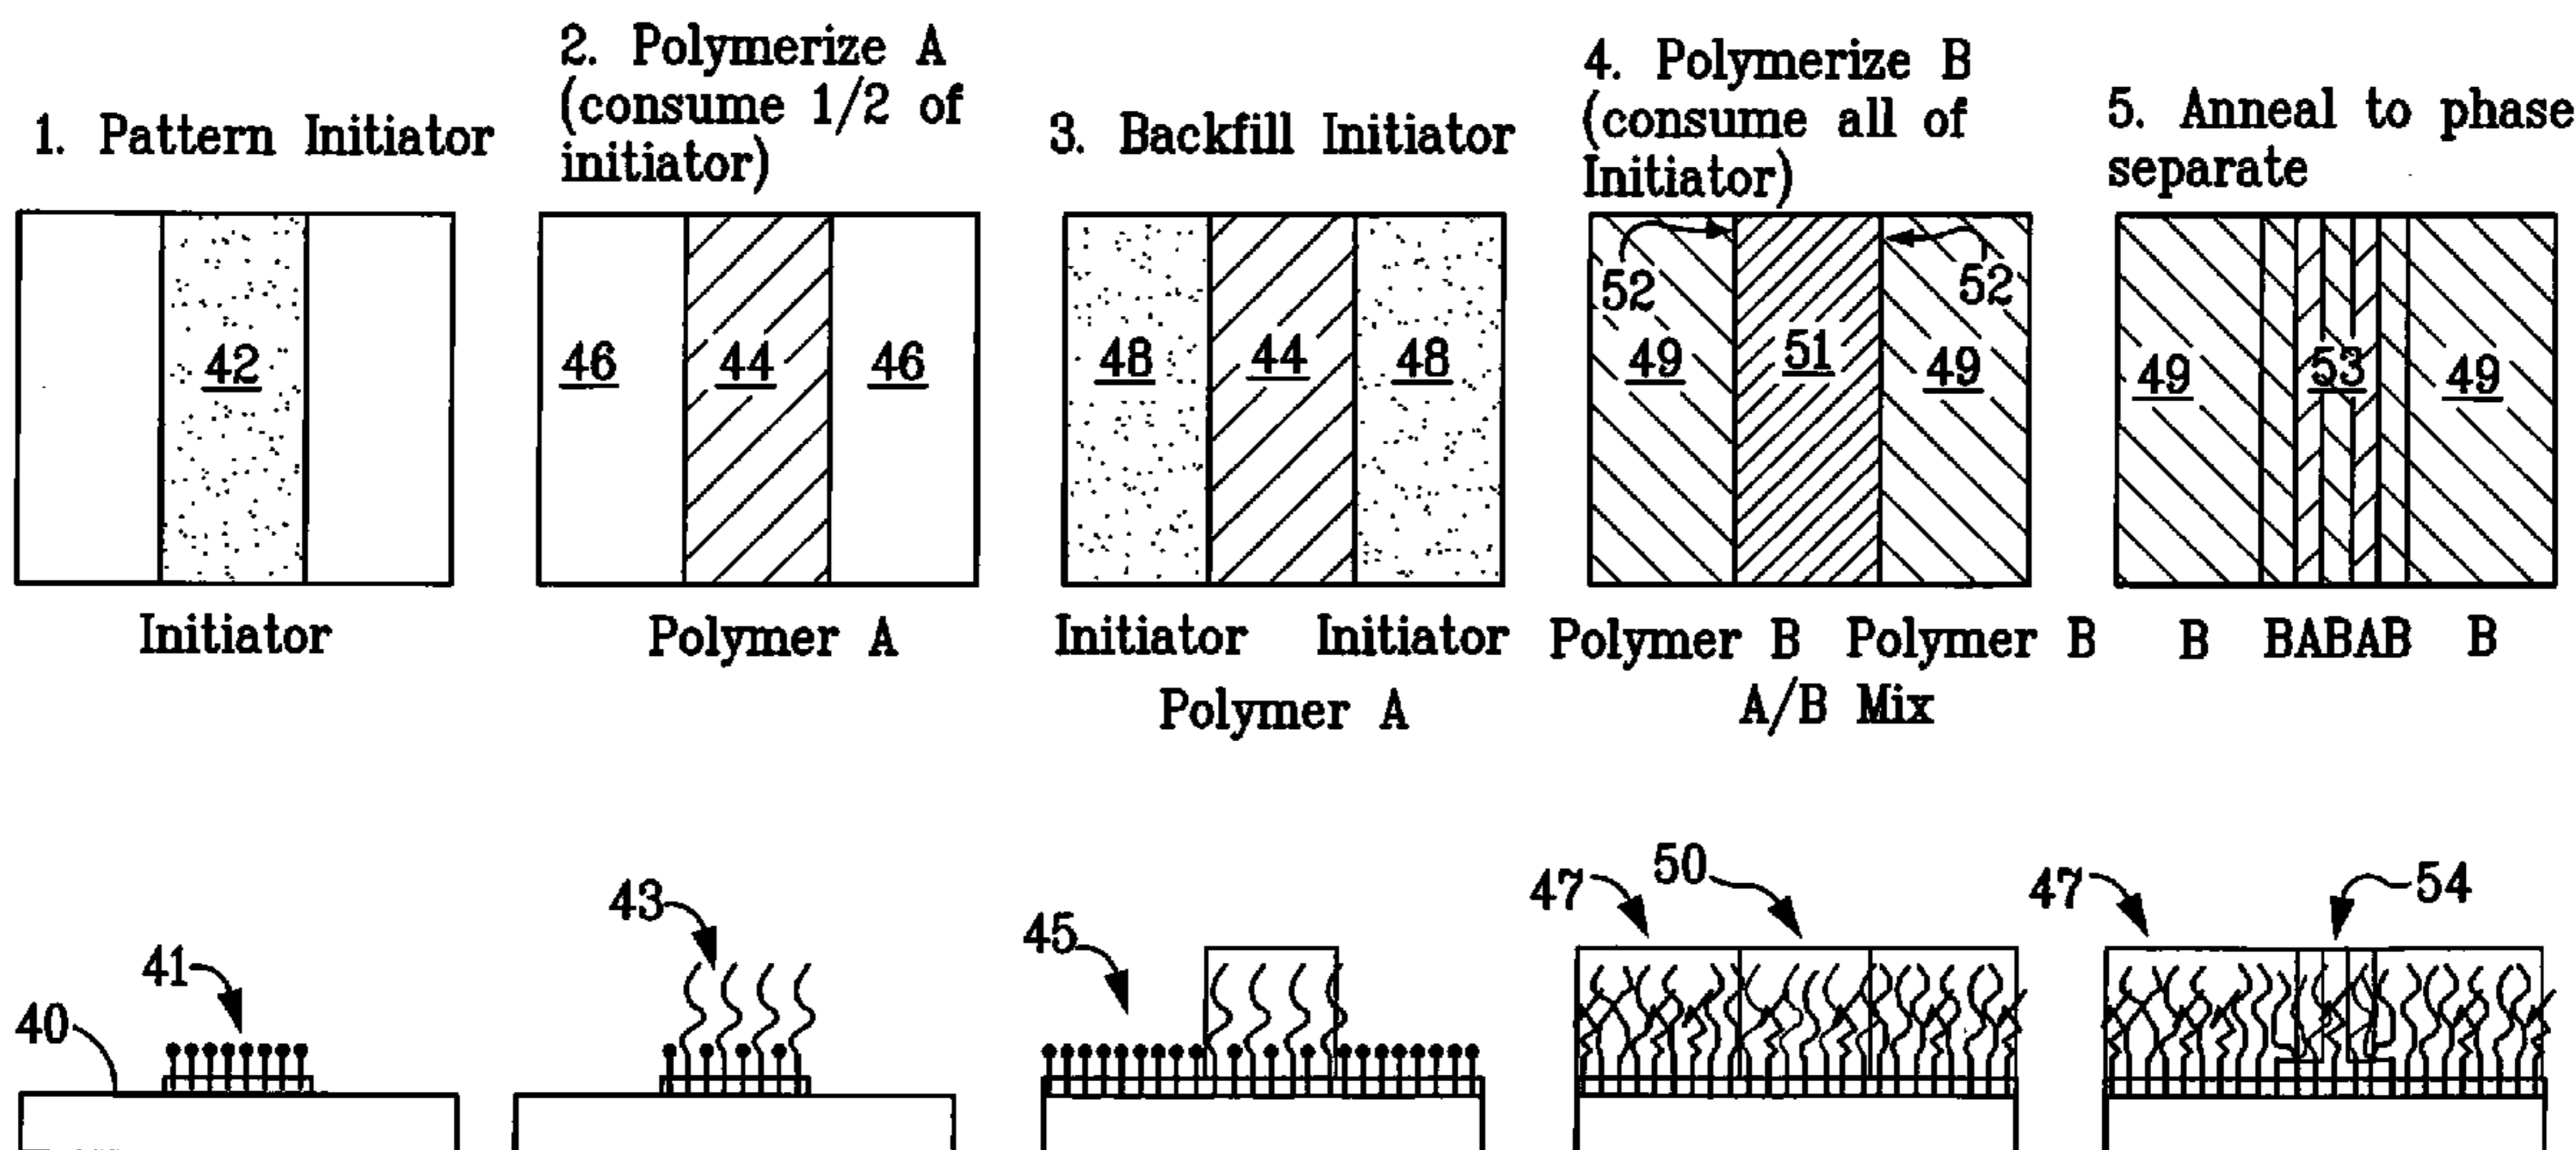 1. Pattern Initiator
2. Polymerize A
(consume 1/2 of
initiator)
3. Backfill Initiator
4. Polymerize B
(consume all of
Initiator)
5. Anneal to phase
separate
42
46
44
46
48
44
48
52
52
49
51
49
49
53
49
Initiator
Polymer A
Initiator
Initiator
Polymer A
Polymer B
Polymer B
A/B Mix
B
BABAB
B
40
41
43
45
47
50
47
54